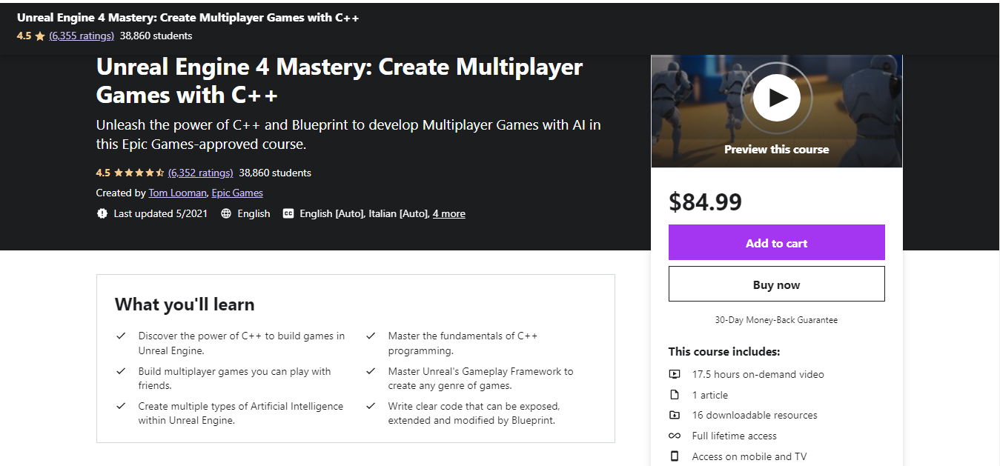 Unreal Engine 4 Mastery: Create Multiplayer Games with C++
4.5 (6,355 ratings) 38,860 students
Unreal Engine 4 Mastery: Create Multiplayer
Games with C++
Unleash the power of C++ and Blueprint to develop Multiplayer Games with AI in
this Epic Games-approved course.
4.5 (6,352 ratings) 38,860 students
Created by Tom Looman, Epic Games
Last updated 5/2021 English CC English [Auto], Italian [Auto], 4 more
Preview this course
$84.99
Add to cart
Buy now
30-Day Money-Back Guarantee
This course includes:
17.5 hours on-demand video
1 article
16 downloadable resources
Full lifetime access
Access on mobile and TV
What you'll learn
Discover the power of C++ to build games in
Unreal Engine.
Build multiplayer games you can play with
friends.
Create multiple types of Artificial Intelligence
within Unreal Engine.
Master the fundamentals of C++
programming.
Master Unreal's Gameplay Framework to
create any genre of games.
Write clear code that can be exposed,
extended and modified by Blueprint.